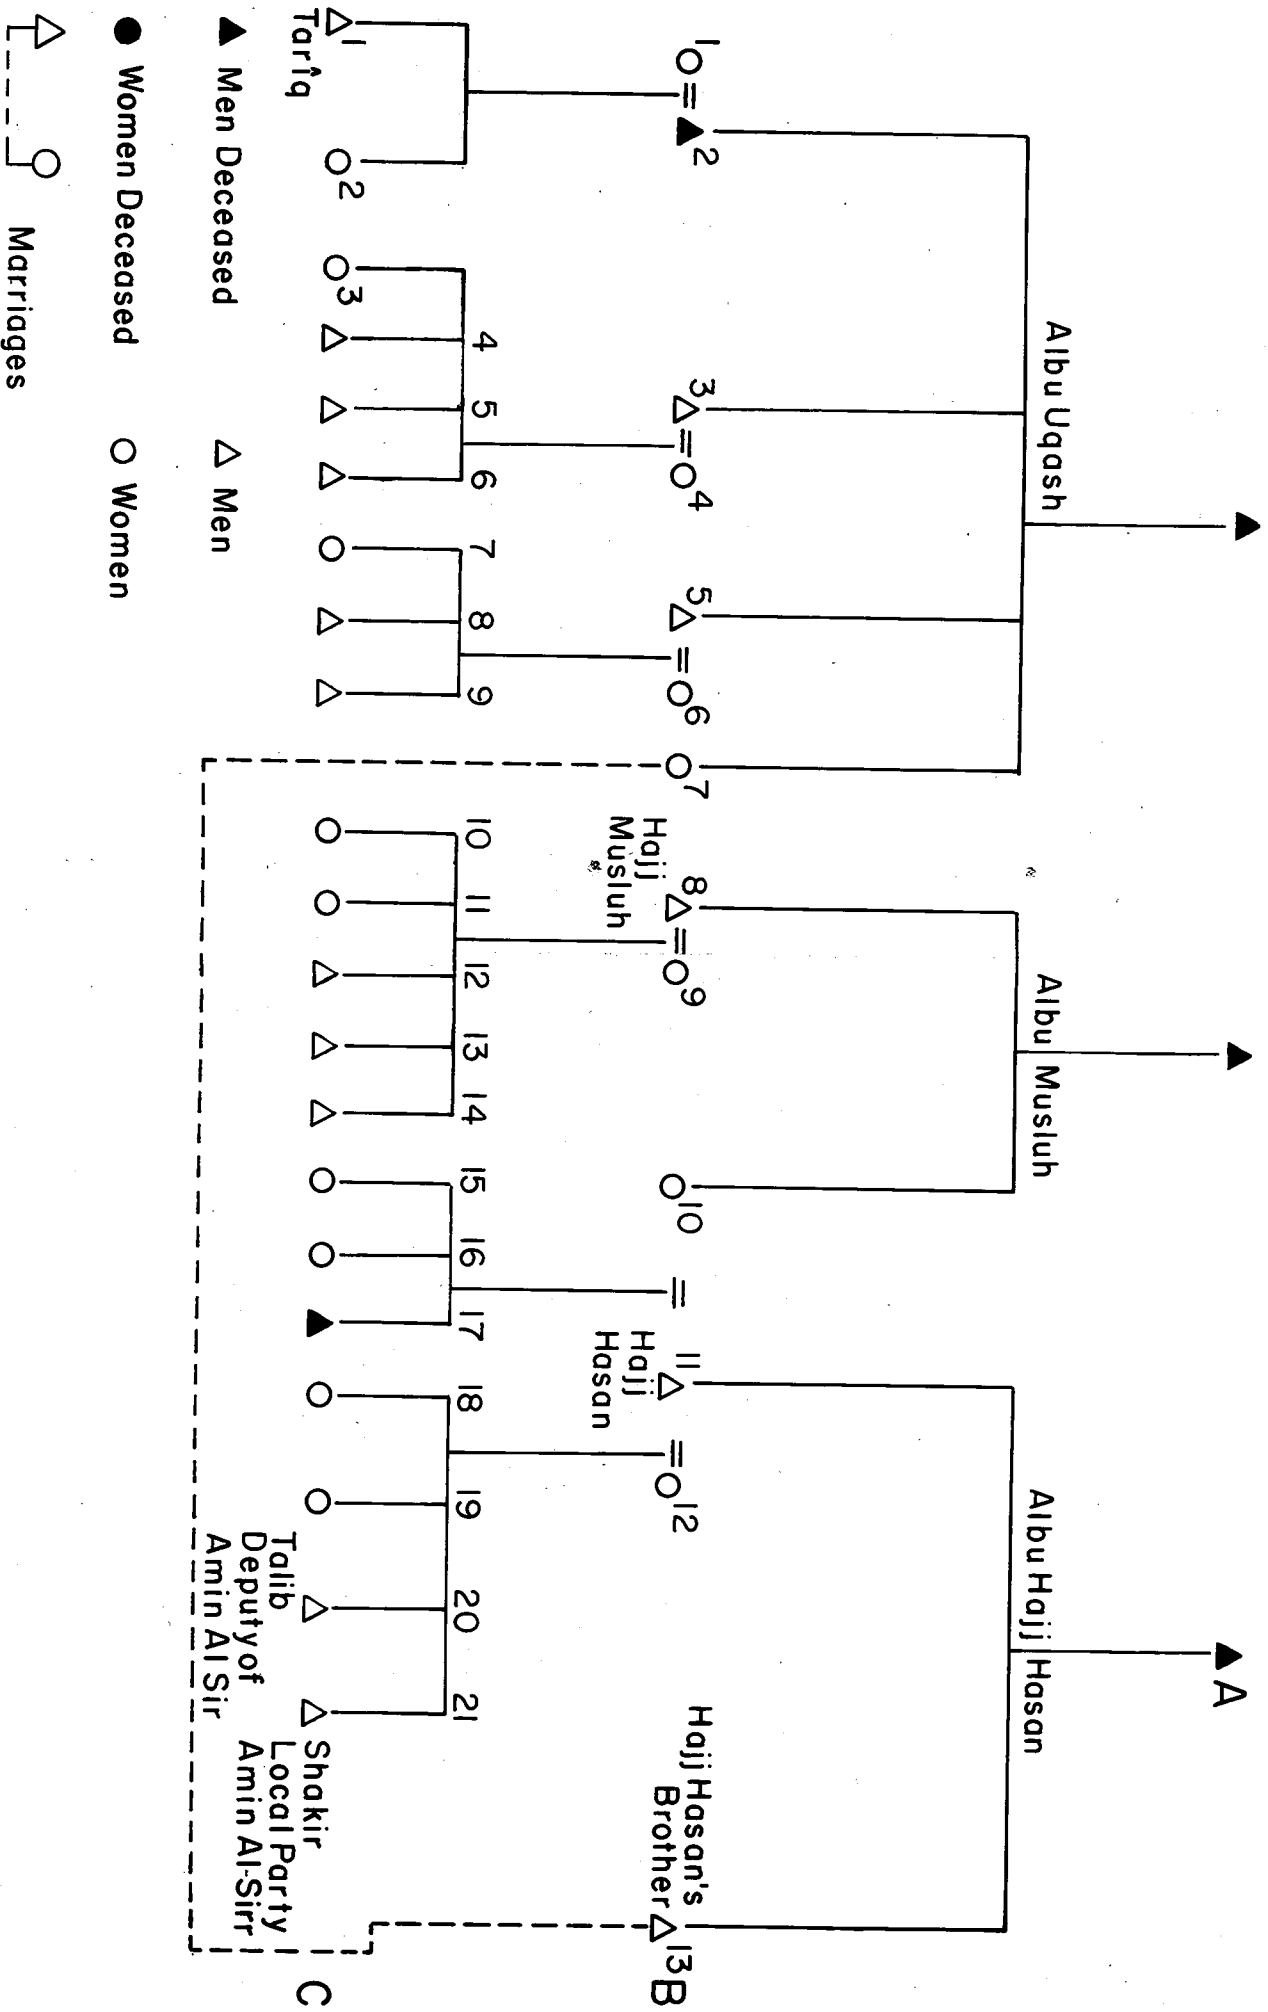 A
Albu Uqash
Albu Musluh
Albu Hajj Hasan
B
1 2 3 4 5 6 7 8 9 10 11 12 13
Hajj
Musluh
Hajj
Hasan
Hajj Hasan's
Brother
C
1 2 3 4 5 6 7 8 9 10 11 12 13 14 15 16 17 18 19 20 21
Tarîq
Talib
Deputy of
Amin Al Sir
Shakir
Local Party
Amin Al-Sirr
Men Deceased
Men
Women Deceased
Women
Marriages